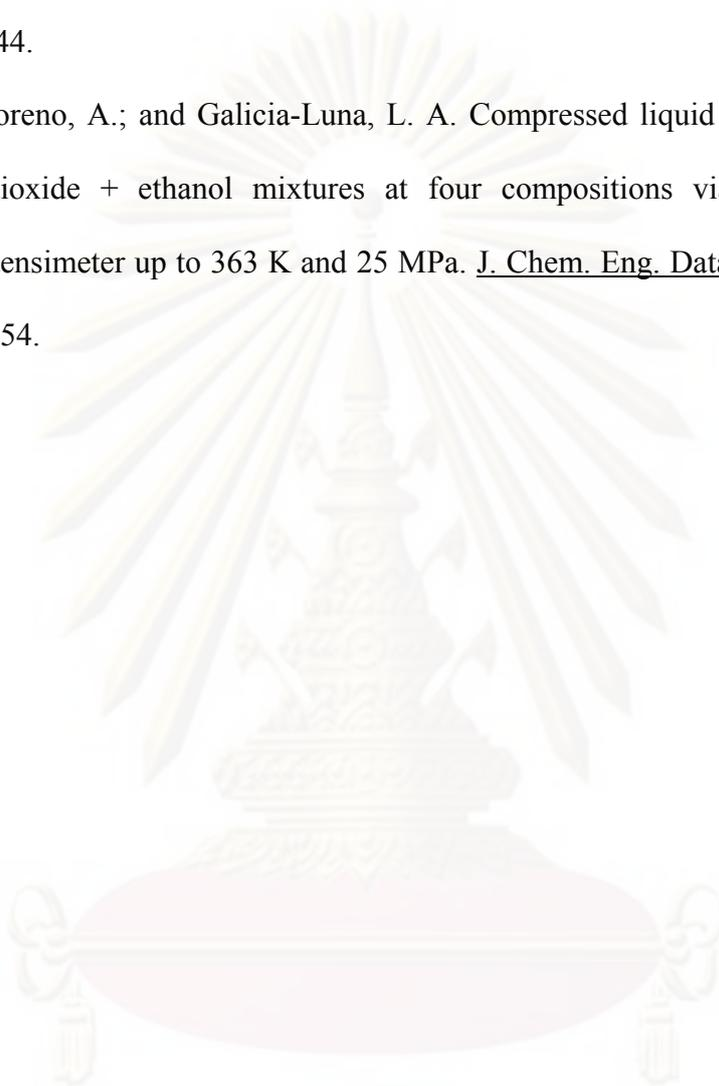 44.
oreno, A.; and Galicia-Luna, L. A. Compressed liquid
ioxide + ethanol mixtures at four compositions vi
ensimeter up to 363 K and 25 MPa. J. Chem. Eng. Data
54.